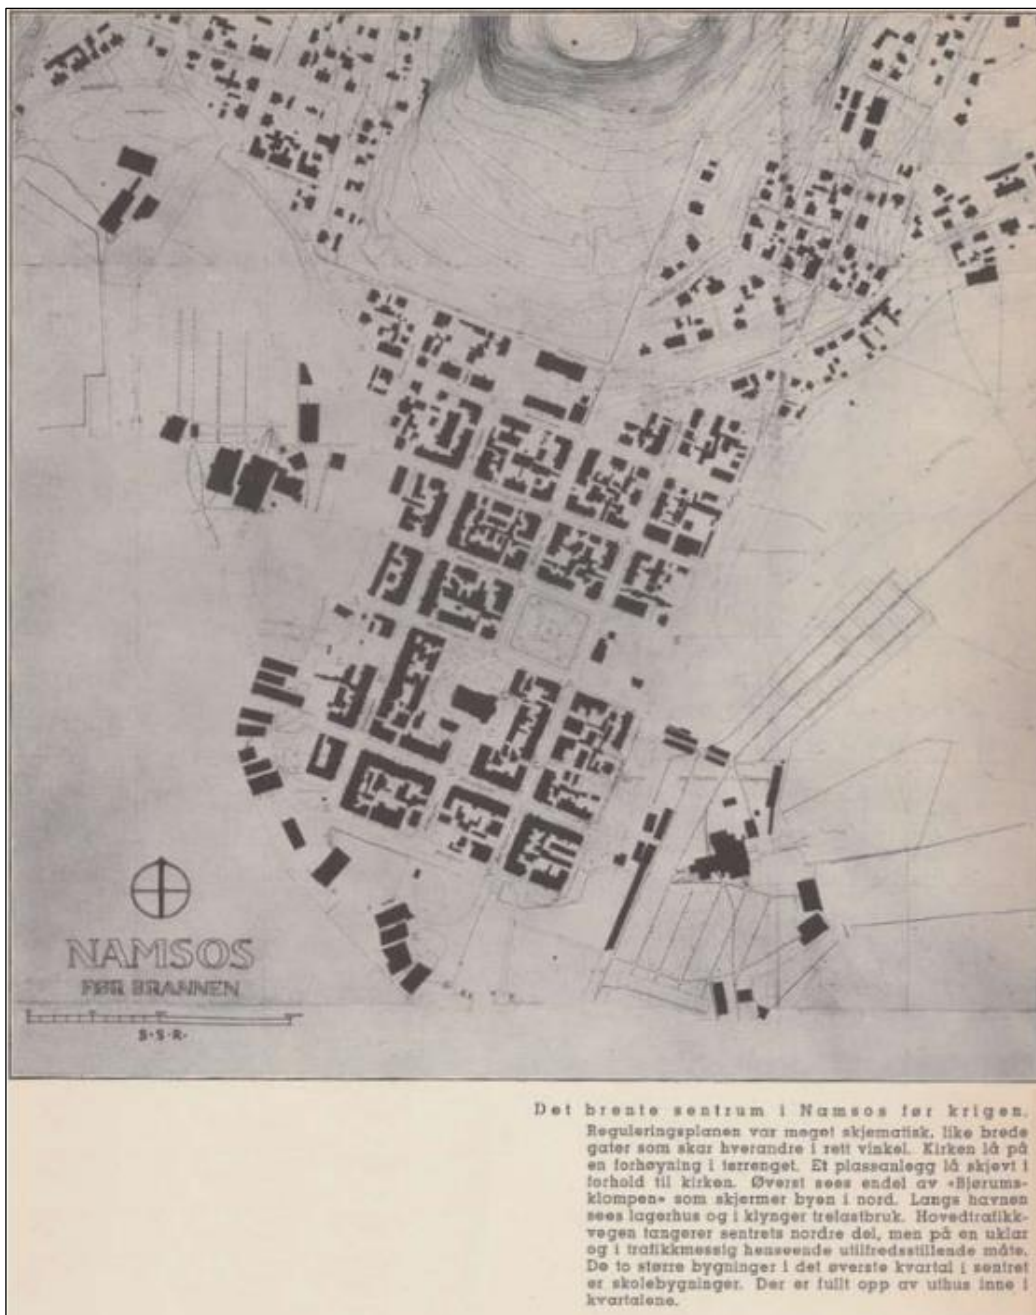 NAMSOS
FØR BRANNEN
S·S·R·
Det brente sentrum i Namsos før krigen.
Reguleringsplanen var meget skjematisk, like brede
gater som skar hverandre i rett vinkel. Kirken lå på
en forhøyning i terrenget. Et plassanlegg lå skjevt i
forhold til kirken. Øverst sees endel av «Bjørums-
klompen» som skjermer byen i nord. Langs havnen
sees lagerhus og i klynger trelastbruk. Hovedtrafikk-
vegen tangerer sentrets nordre del, men på en uklar
og i trafikkmessig henseende utilfredsstillende måte.
De to større bygninger i det øverste kvartal i sentret
er skolebygninger. Der er fullt opp av uthus inne i
kvartalene.